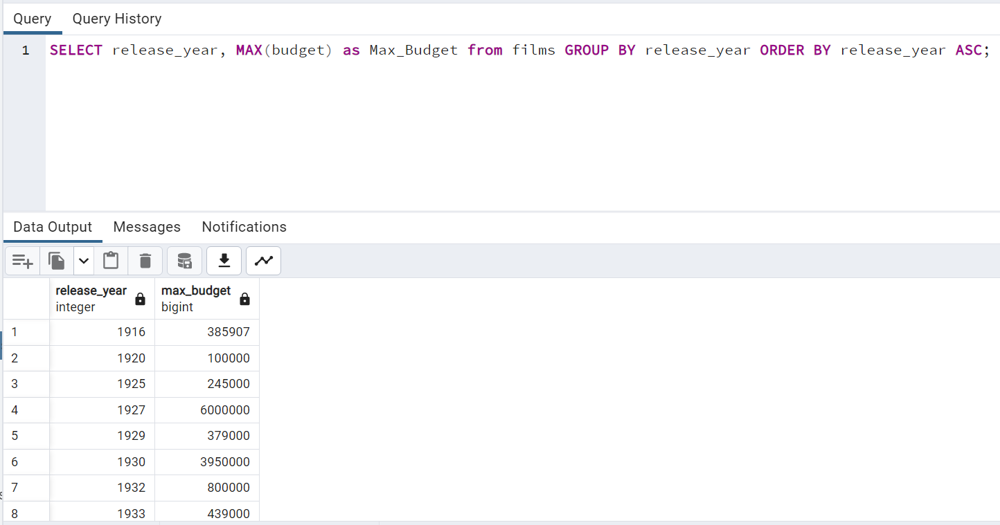 Query Query History
1 SELECT release_year, MAX(budget) as Max_Budget from films GROUP BY release_year ORDER BY release_year ASC;
Data Output Messages Notifications
release_year max_budget
integer bigint
1 1916 385907
2 1920 100000
3 1925 245000
4 1927 6000000
5 1929 379000
6 1930 3950000
7 1932 800000
8 1933 439000